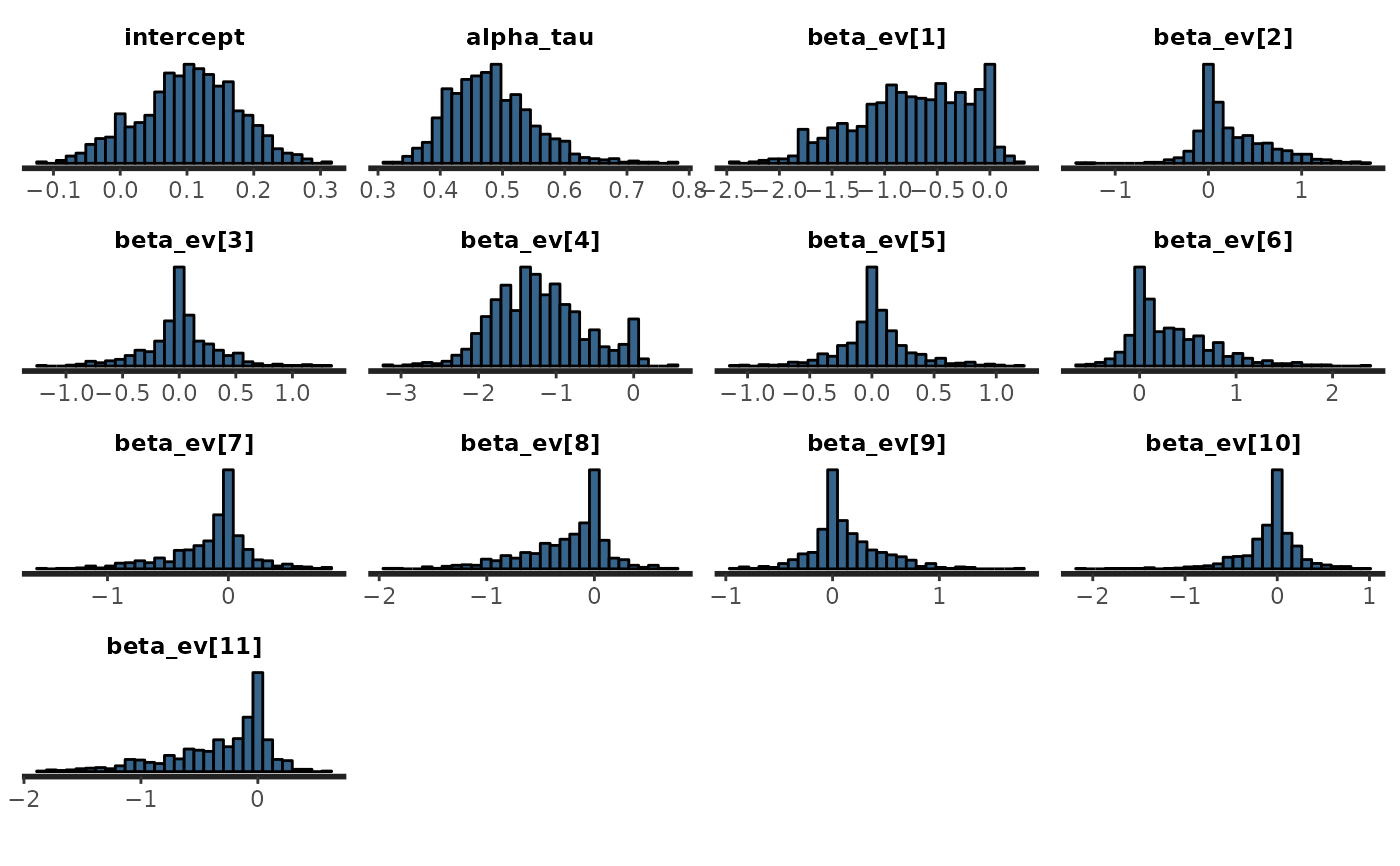 intercept alpha_tau beta_ev[1] beta_ev[2]
−0.1 0.0 0.1 0.2 0.3 0.3 0.4 0.5 0.6 0.7 0.8 −2.5 −2.0 −1.5 −1.0 −0.5 0.0 −1 0 1
beta_ev[3] beta_ev[4] beta_ev[5] beta_ev[6]
−1.0 −0.5 0.0 0.5 1.0 −3 −2 −1 0 −1.0 −0.5 0.0 0.5 1.0 0 1 2
beta_ev[7] beta_ev[8] beta_ev[9] beta_ev[10]
−1 0 −2 −1 0 −1 0 1 −2 −1 0 1
beta_ev[11]
−2 −1 0